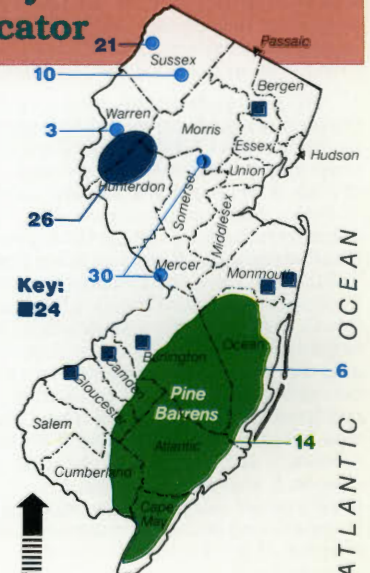 cator
21
Sussex
Passaic
10
Bergen
Warren
3
Morris
Essex
Hudson
Union
Hunterdon
Somerset
Middlesex
26
Mercer
30
Monmouth
Key:
24
Ocean
Burlington
Camden
6
Gloucester
Pine
Barrens
Salem
14
Atlantic
Cumberland
Cape
May
ATLANTIC OCEAN